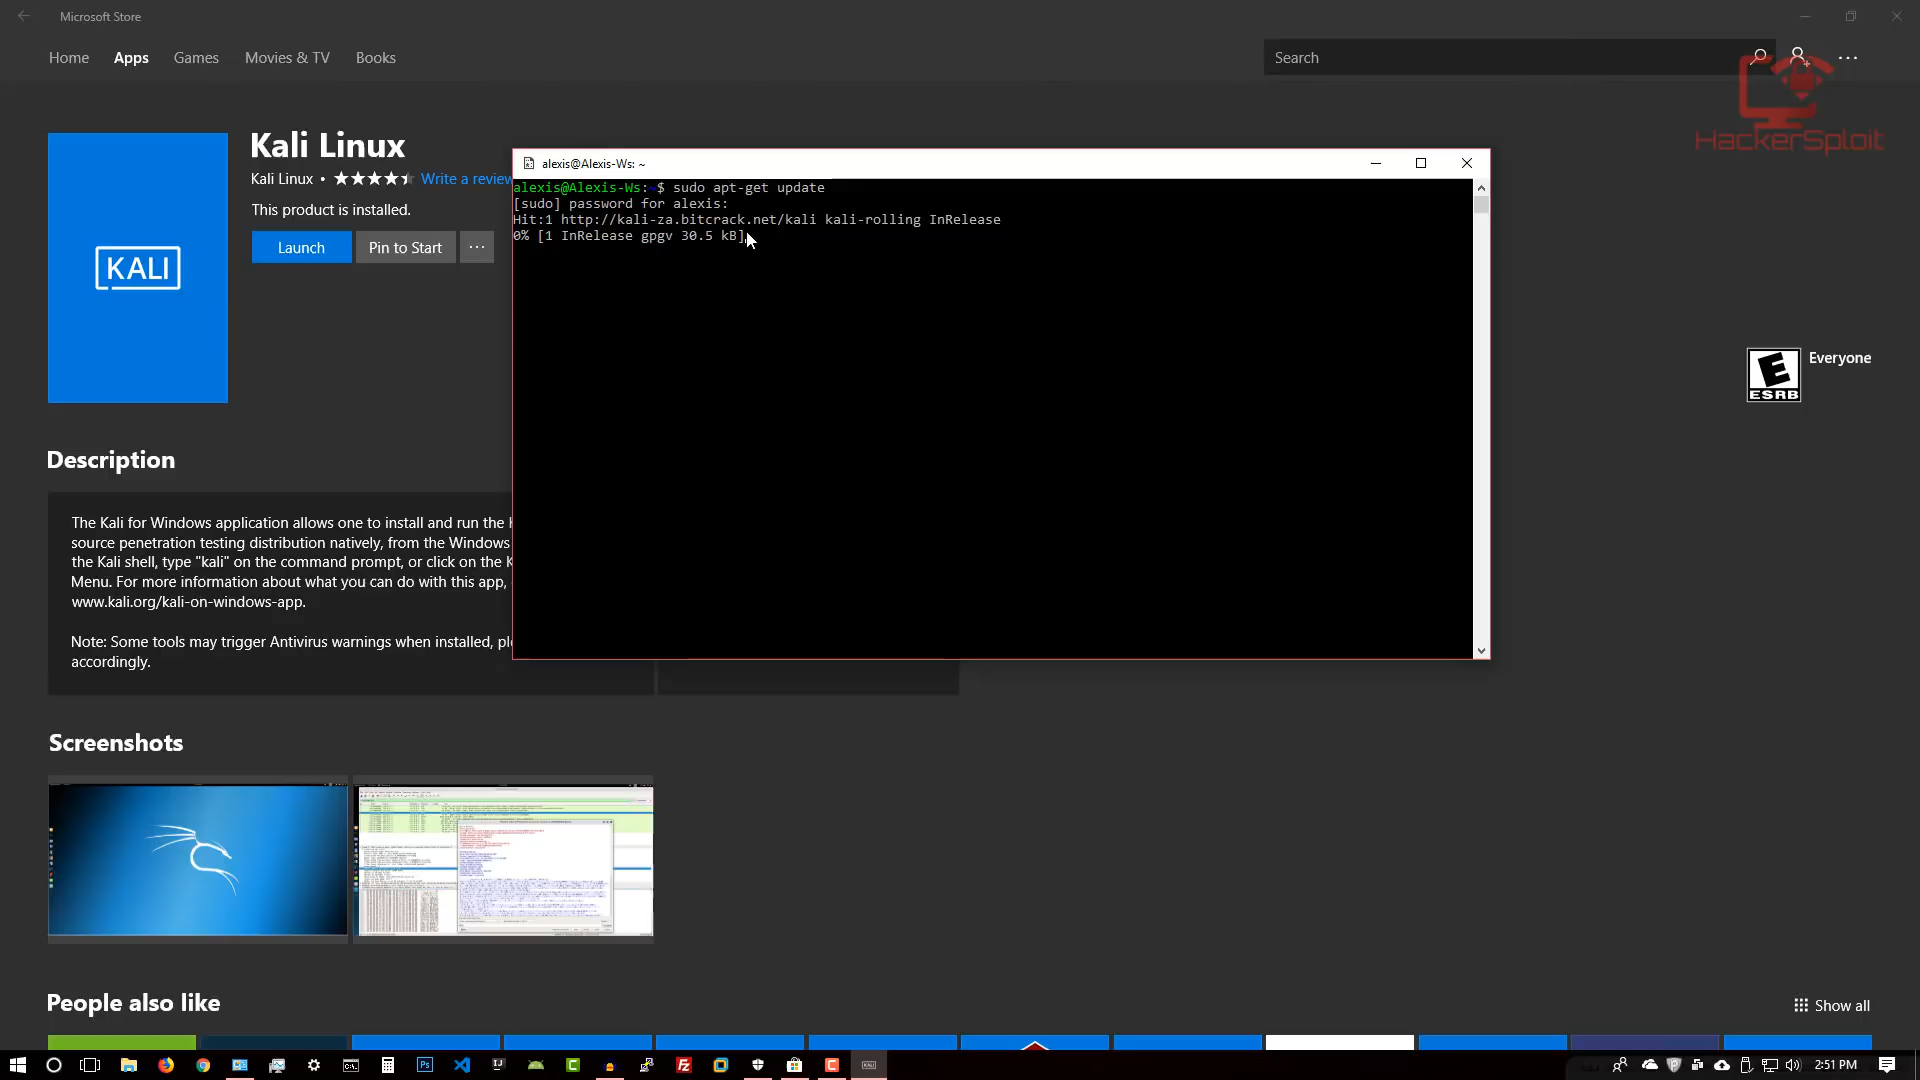 Microsoft Store
Home Apps Games Movies & TV Books
Search
HackerSploit
KALI
Kali Linux
Kali Linux • Write a review
This product is installed.
Launch Pin to Start
alexis@Alexis-Ws: ~
alexis@Alexis-Ws:~$ sudo apt-get update
[sudo] password for alexis:
Hit:1 http://kali-za.bitcrack.net/kali kali-rolling InRelease
0% [1 InRelease gpgv 30.5 kB]
E
ESRB
Everyone
Description
The Kali for Windows application allows one to install and run the
source penetration testing distribution natively, from the Windows
the Kali shell, type "kali" on the command prompt, or click on the
Menu. For more information about what you can do with this app,
www.kali.org/kali-on-windows-app.
Note: Some tools may trigger Antivirus warnings when installed,
accordingly.
Screenshots
People also like
Show all
2:51 PM